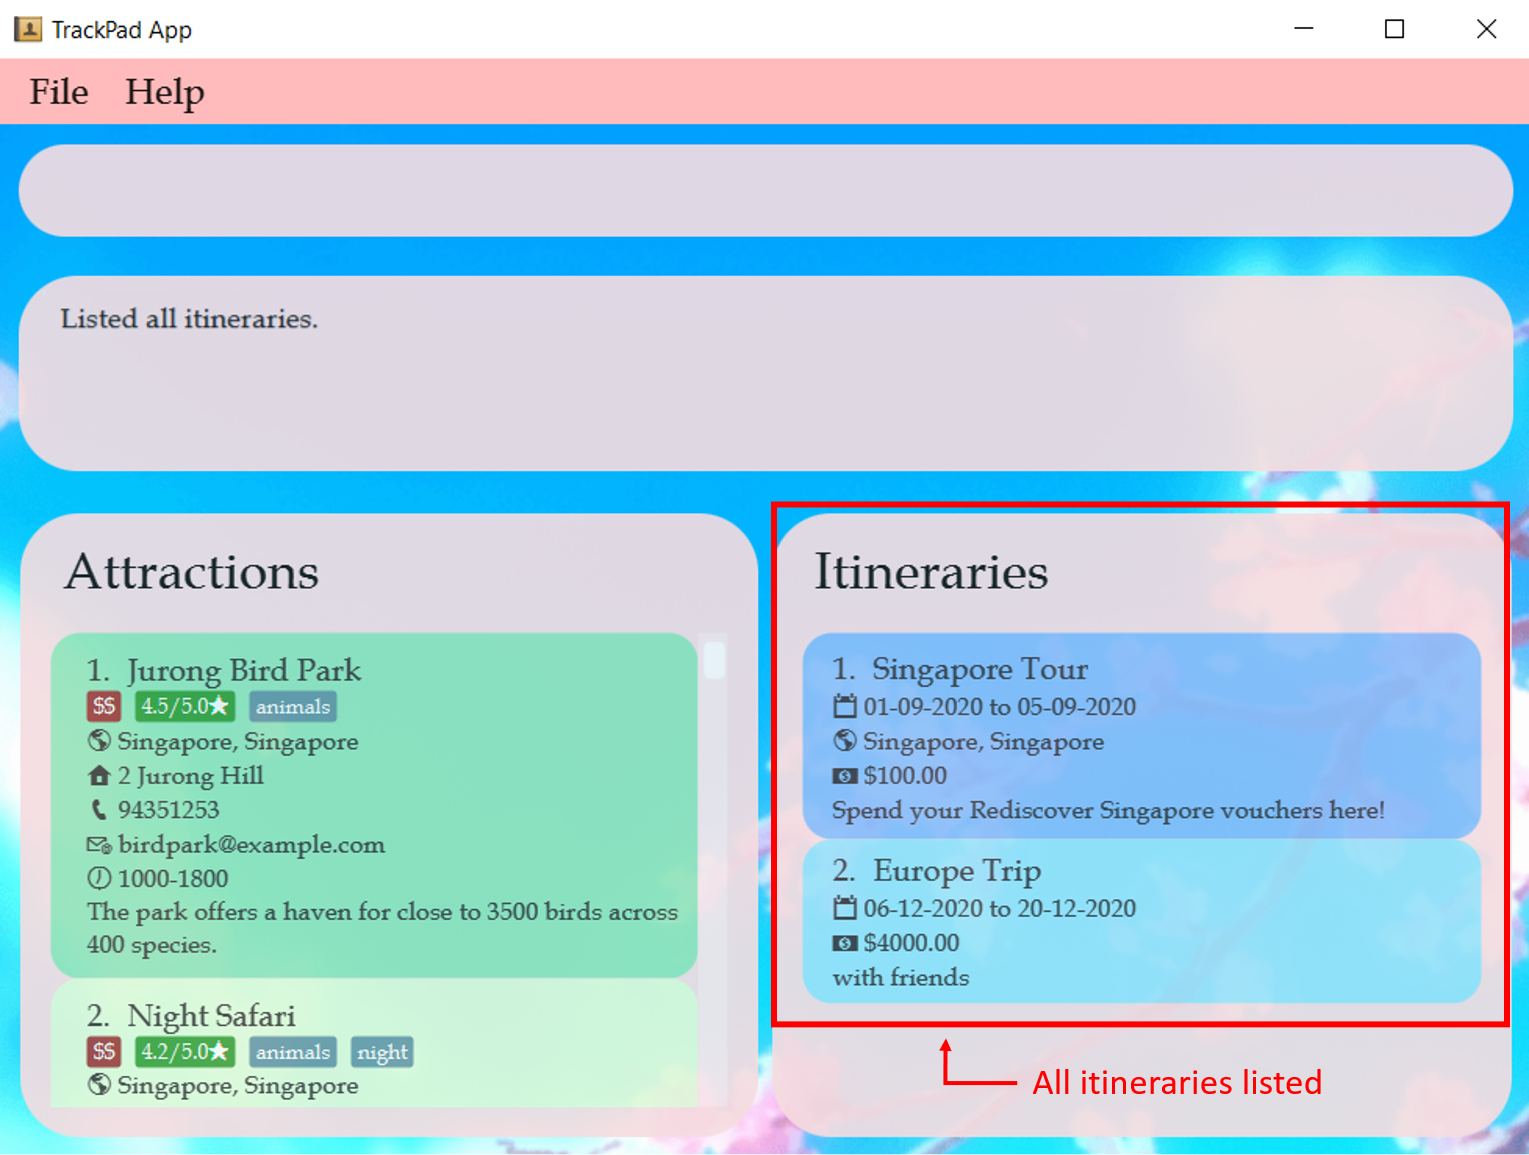 TrackPad App
File Help
Listed all itineraries.
Attractions
1. Jurong Bird Park
$$ 4.5/5.0★ animals
Singapore, Singapore
2 Jurong Hill
94351253
birdpark@example.com
1000-1800
The park offers a haven for close to 3500 birds across
400 species.
2. Night Safari
$$ 4.2/5.0★ animals night
Singapore, Singapore
Itineraries
1. Singapore Tour
01-09-2020 to 05-09-2020
Singapore, Singapore
$100.00
Spend your Rediscover Singapore vouchers here!
2. Europe Trip
06-12-2020 to 20-12-2020
$4000.00
with friends
All itineraries listed